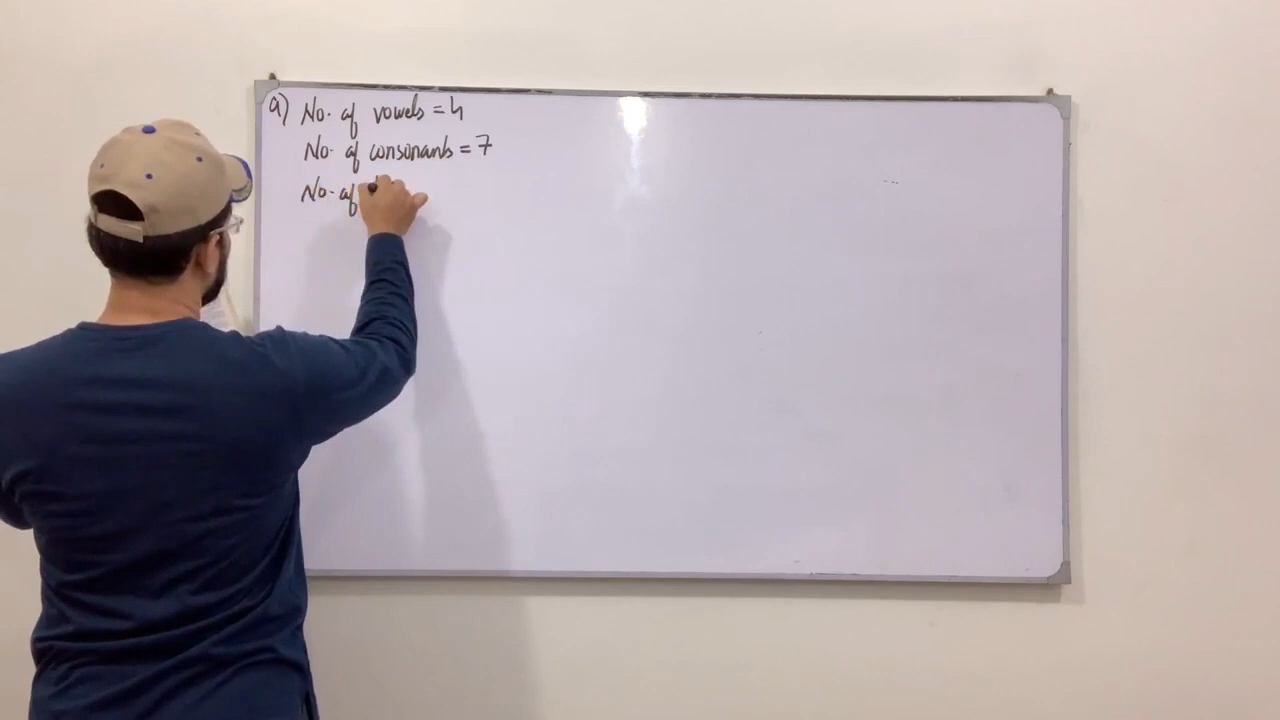 a) No. of vowels = 4
No. of consonants = 7
No. of